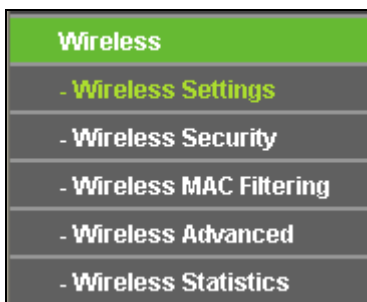 Wireless
- Wireless Settings
- Wireless Security
- Wireless MAC Filtering
- Wireless Advanced
- Wireless Statistics